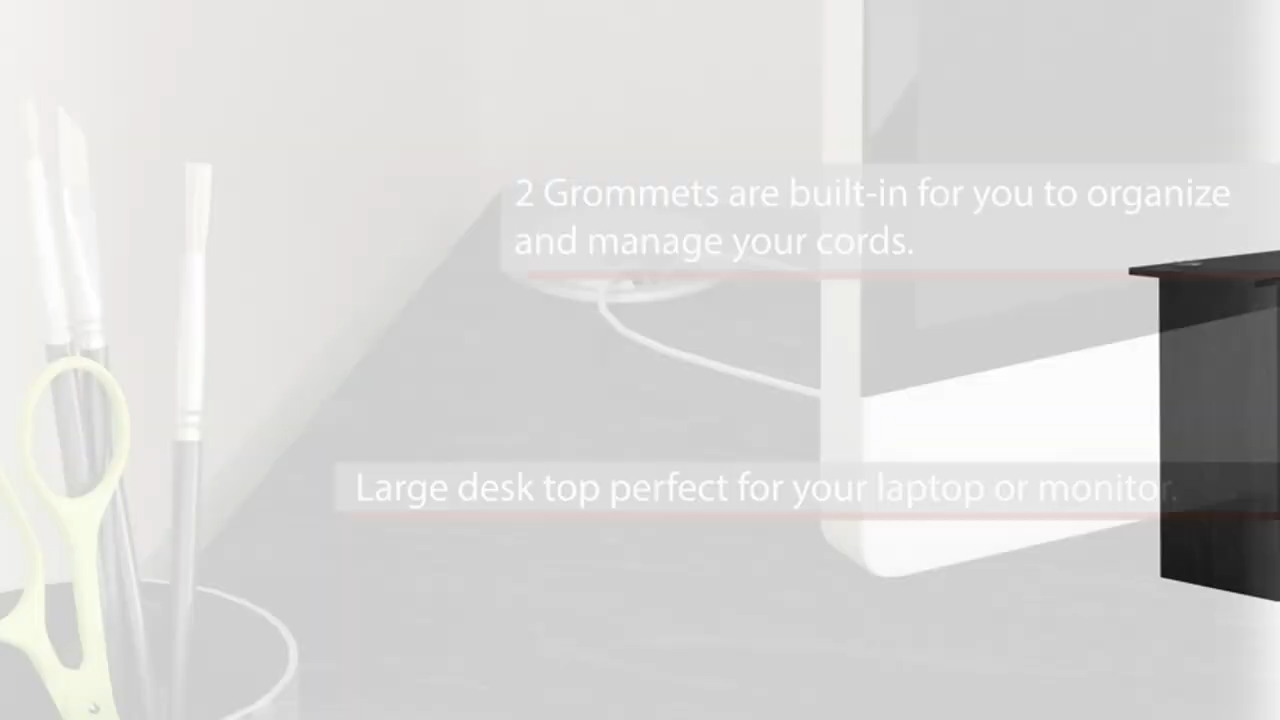 2 Grommets are built-in for you to organize
and manage your cords.
Large desk top perfect for your laptop or monitor.